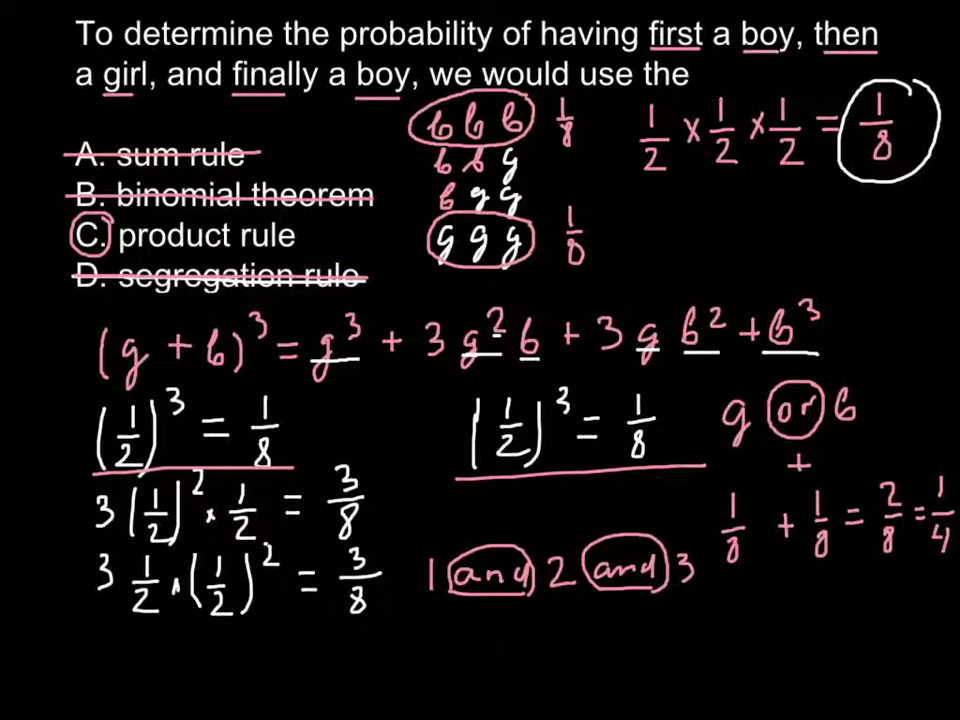 To determine the probability of having first a boy, then
a girl, and finally a boy, we would use the
b b b 1/8
1/2 × 1/2 × 1/2 = 1/8
A. sum rule
b b g
B. binomial theorem
b g g
C. product rule
g g g 1/8
D. segregation rule
(g + b)³ = g³ + 3 g² b + 3 g b² + b³
(1/2)³ = 1/8
(1/2)³ = 1/8
g or b
+
3 (1/2)² × 1/2 = 3/8
1/8 + 1/8 = 2/8 = 1/4
3 1/2 × (1/2)² = 3/8
1 and 2 and 3